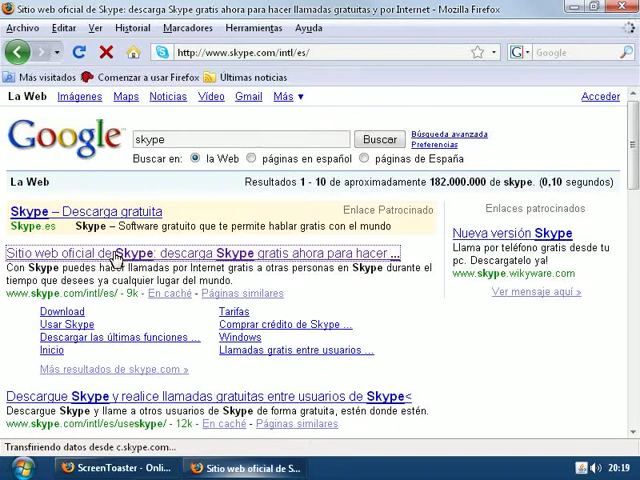 Sitio web oficial de Skype: descarga Skype gratis ahora para hacer llamadas gratuitas y por Internet - Mozilla Firefox
Archivo Editar Ver Historial Marcadores Herramientas Ayuda
http://www.skype.com/intl/es/
Google
Más visitados Comenzar a usar Firefox Últimas noticias
La Web Imágenes Maps Noticias Vídeo Gmail Más ▼ Acceder
Google
skype
Buscar
Búsqueda avanzada
Preferencias
Buscar en: la Web páginas en español páginas de España
La Web Resultados 1 - 10 de aproximadamente 182.000.000 de skype. (0,10 segundos)
Skype – Descarga gratuita Enlace Patrocinado
Skype.es Skype – Software gratuito que te permite hablar gratis con el mundo
Sitio web oficial de Skype: descarga Skype gratis ahora para hacer ...
Con Skype puedes hacer llamadas por Internet gratis a otras personas en Skype durante el
tiempo que desees ya cualquier lugar del mundo.
www.skype.com/intl/es/ - 9k - En caché - Páginas similares
Download Tarifas
Usar Skype Comprar crédito de Skype ...
Descargar las últimas funciones ... Windows
Inicio Llamadas gratis entre usuarios ...
Más resultados de skype.com »
Descargue Skype y realice llamadas gratuitas entre usuarios de Skype<
Descargue Skype y llame a otros usuarios de Skype de forma gratuita, estén donde estén.
www.skype.com/intl/es/useskype/ - 12k - En caché - Páginas similares
Enlaces patrocinados
Nueva versión Skype
Llama por teléfono gratis desde tu
pc. Descargatelo ya!
www.skype.wikyware.com
Ver mensaje aquí »
Transfiriendo datos desde c.skype.com...
ScreenToaster - Onli... Sitio web oficial de S... 20:19